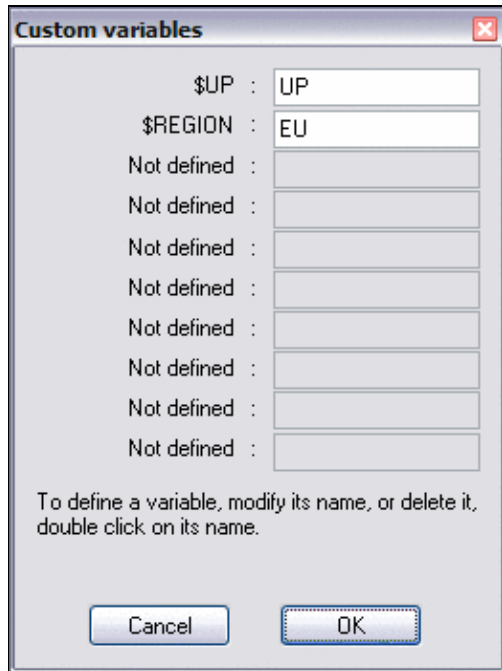 Custom variables
$UP : UP
$REGION : EU
Not defined :
Not defined :
Not defined :
Not defined :
Not defined :
Not defined :
Not defined :
Not defined :
To define a variable, modify its name, or delete it,
double click on its name.
Cancel OK